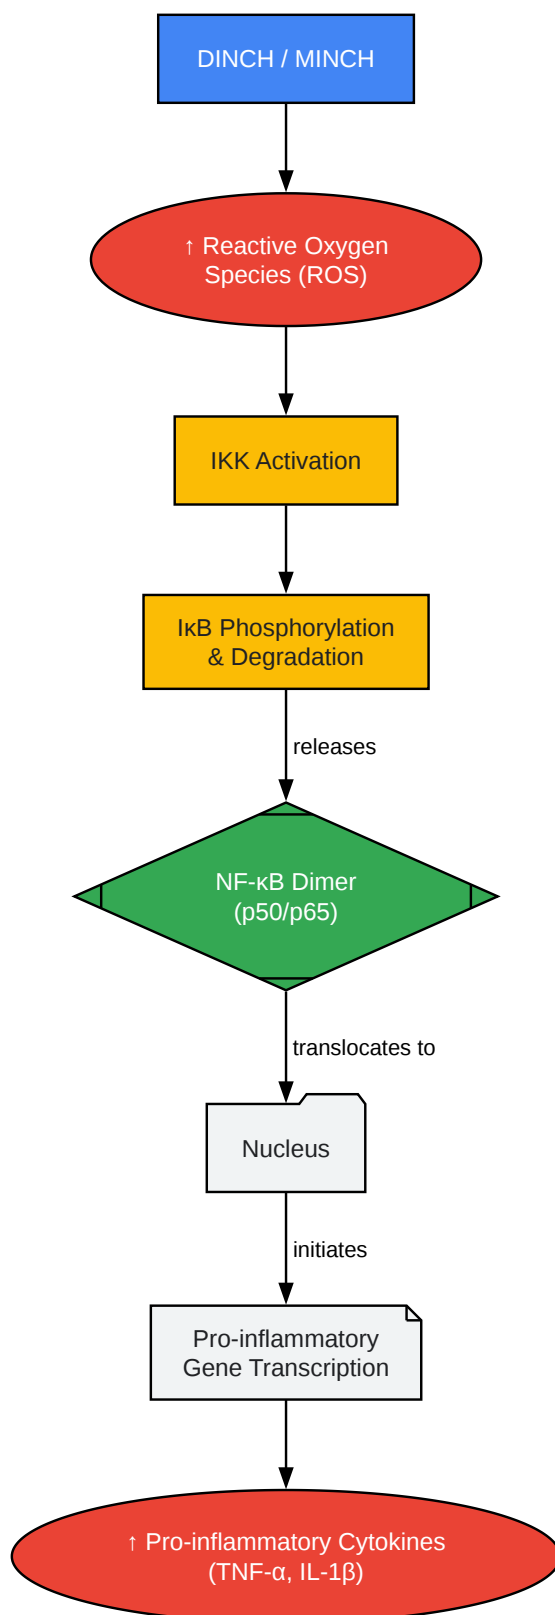 DINCH / MINCH
↑ Reactive Oxygen
Species (ROS)
IKK Activation
IκB Phosphorylation
& Degradation
releases
NF-κB Dimer
(p50/p65)
translocates to
Nucleus
initiates
Pro-inflammatory
Gene Transcription
↑ Pro-inflammatory Cytokines
(TNF-α, IL-1β)